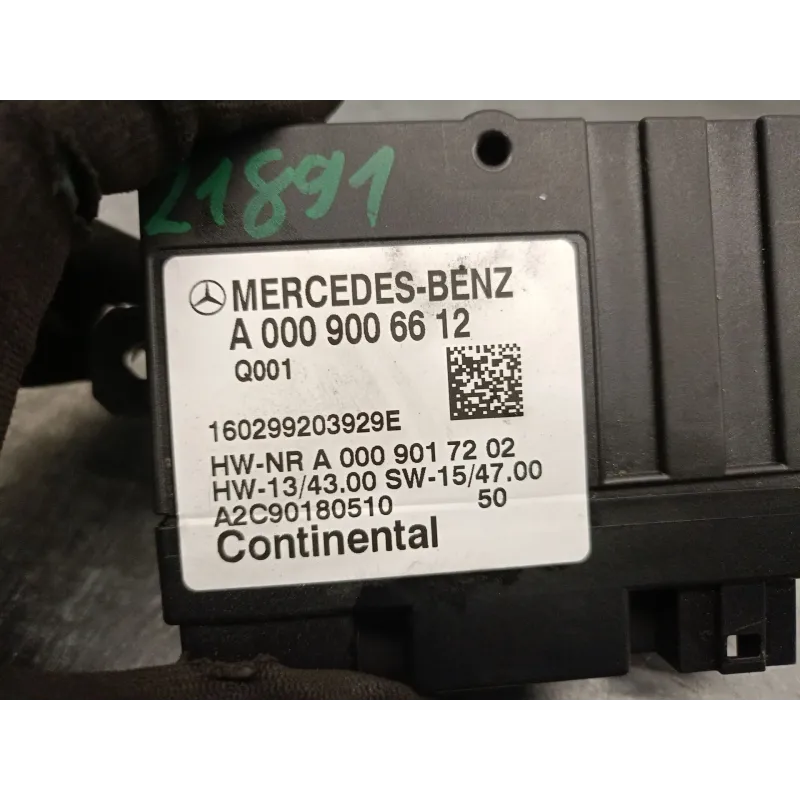 21891
MERCEDES-BENZ
A 000 900 66 12
Q001
160299203929E
HW-NR A 000 901 72 02
HW-13/43.00 SW-15/47.00
A2C90180510 50
Continental